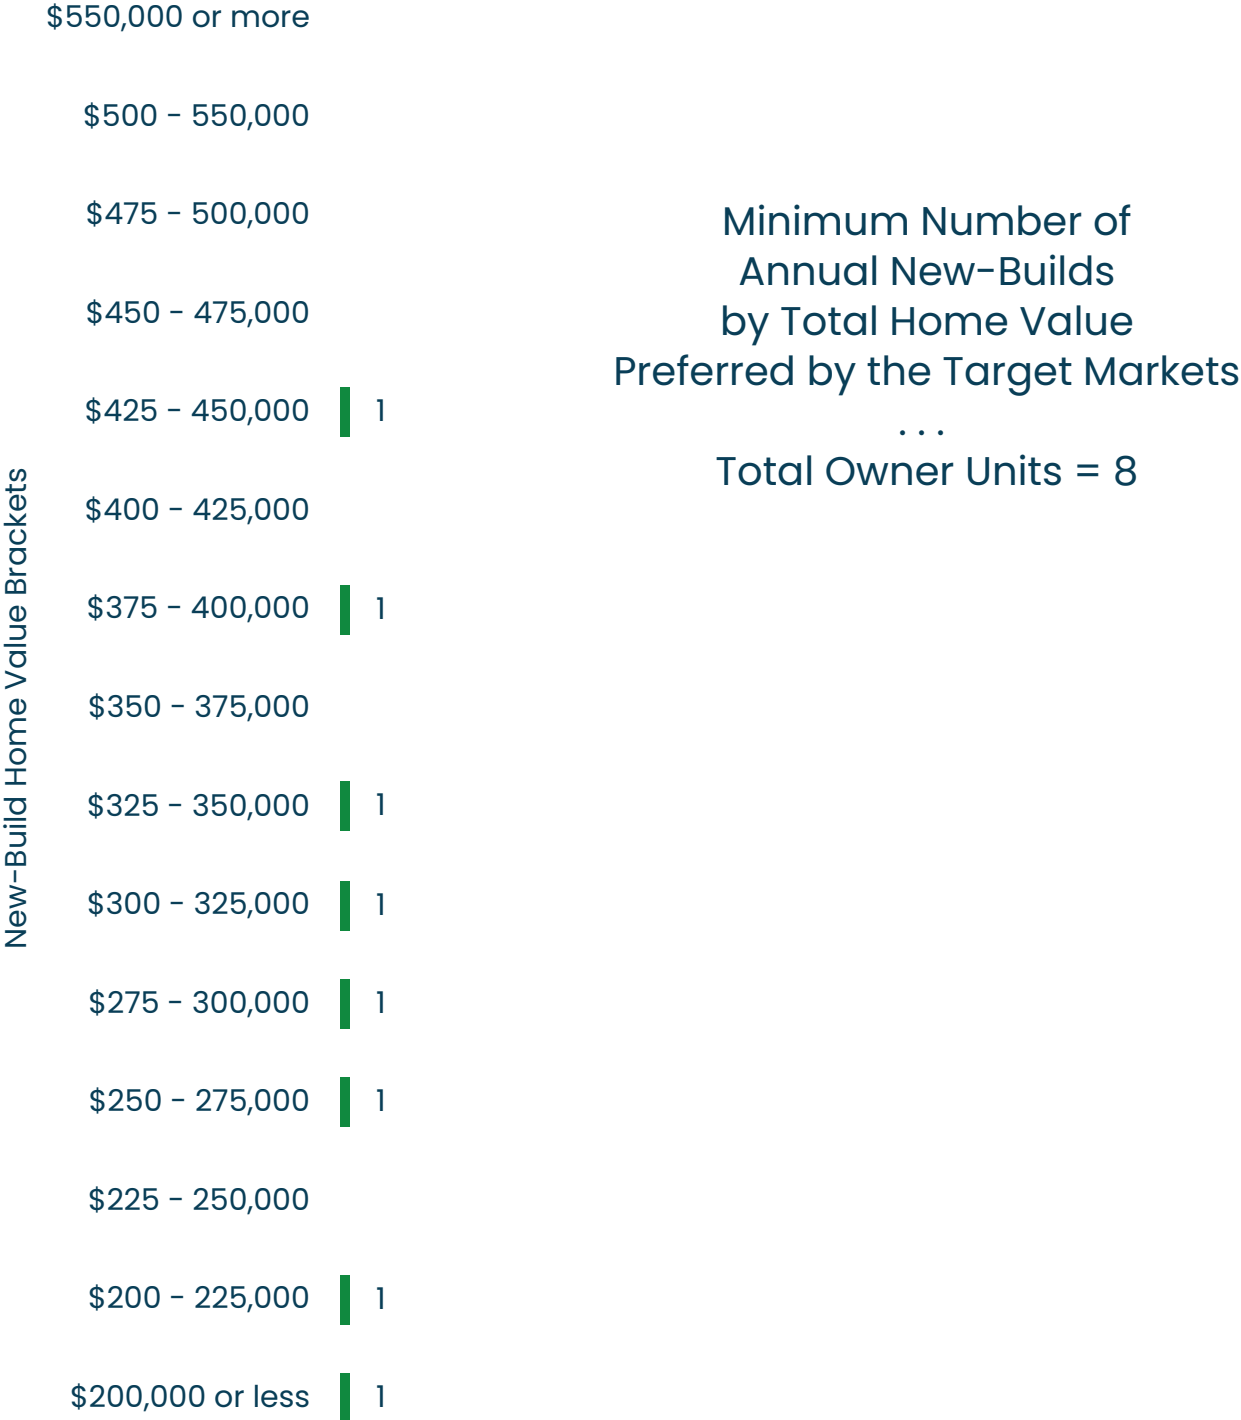 $550,000 or more
$500 - 550,000
$475 - 500,000
$450 - 475,000
$425 - 450,000 1
$400 - 425,000
$375 - 400,000 1
$350 - 375,000
$325 - 350,000 1
$300 - 325,000 1
$275 - 300,000 1
$250 - 275,000 1
$225 - 250,000
$200 - 225,000 1
$200,000 or less 1
New-Build Home Value Brackets
Minimum Number of
Annual New-Builds
by Total Home Value
Preferred by the Target Markets
. . .
Total Owner Units = 8